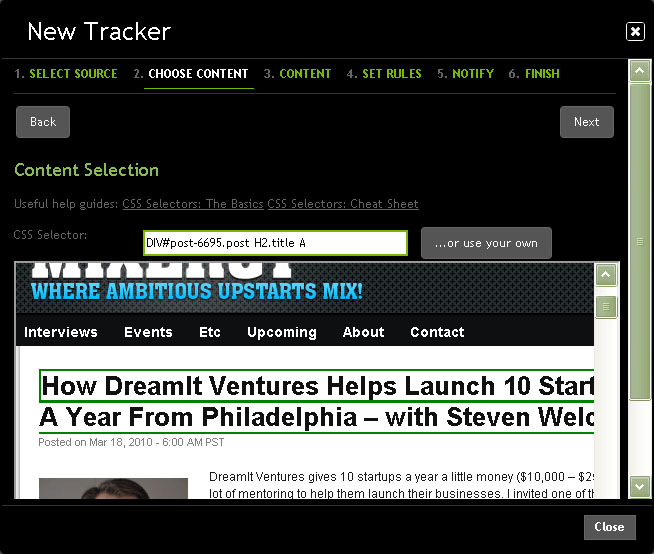 New Tracker
1. SELECT SOURCE 2. CHOOSE CONTENT 3. CONTENT 4. SET RULES 5. NOTIFY 6. FINISH
Back
Next
Content Selection
Useful help guides: CSS Selectors: The Basics CSS Selectors: Cheat Sheet
CSS Selector:
DIV#post-6695.post H2.title A
...or use your own
MIXERGY
WHERE AMBITIOUS UPSTARTS MIX!
Interviews Events Etc Upcoming About Contact
How DreamIt Ventures Helps Launch 10 Start
A Year From Philadelphia – with Steven Welc
Posted on Mar 18, 2010 - 6:00 AM PST
DreamIt Ventures gives 10 startups a year a little money ($10,000 – $2
lot of mentoring to help them launch their businesses. I invited one of th
Close